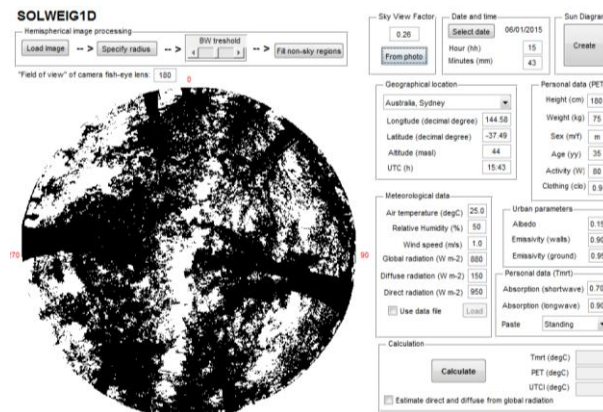 SOLWEIG1D
Hemispherical image processing
Load image --> Specify radius --> BW treshold --> Fill non-sky regions
"Field of view" of camera fish-eye lens: 180
0
90
Sky View Factor
0.26
From photo
Date and time
Select date 06/01/2015
Hour (hh) 15
Minutes (mm) 43
Sun Diagram
Create
Geographical location
Australia, Sydney
Longitude (decimal degree) 144.58
Latitude (decimal degree) -37.49
Altitude (masl) 44
UTC (h) 15:43
Personal data (PET
Height (cm) 180
Weight (kg) 75
Sex (m/f) m
Age (yy) 35
Activity (W) 80
Clothing (clo) 0.9
Meteorological data
Air temperature (degC) 25.0
Relative Humidity (%) 50
Wind speed (m/s) 1.0
Global radiation (W m-2) 880
Diffuse radiation (W m-2) 150
Direct radiation (W m-2) 950
Use data file Load
Urban parameters
Albedo 0.15
Emissivity (walls) 0.90
Emissivity (ground) 0.95
Personal data (Tmrt)
Absorption (shortwave) 0.70
Absorption (longwave) 0.90
Paste Standing
Calculation
Calculate
Tmrt (degC)
PET (degC)
UTCI (degC)
Estimate direct and diffuse from global radiation